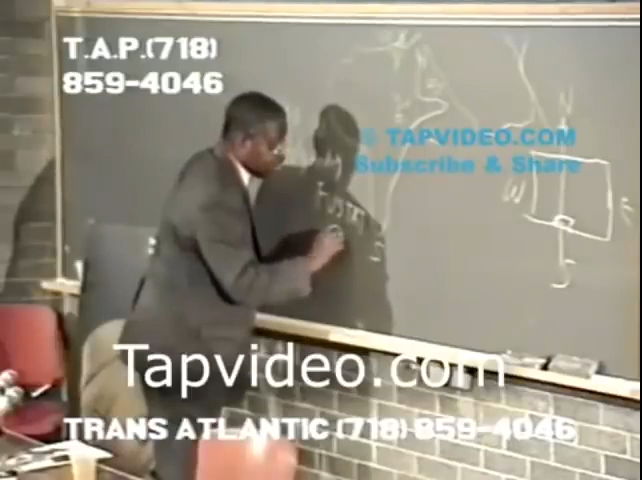 T.A.P.(718)
859-4046
© TAPVIDEO.COM
Subscribe & Share
N
W
E
S
Tapvideo.com
TRANS ATLANTIC (718) 859-4046